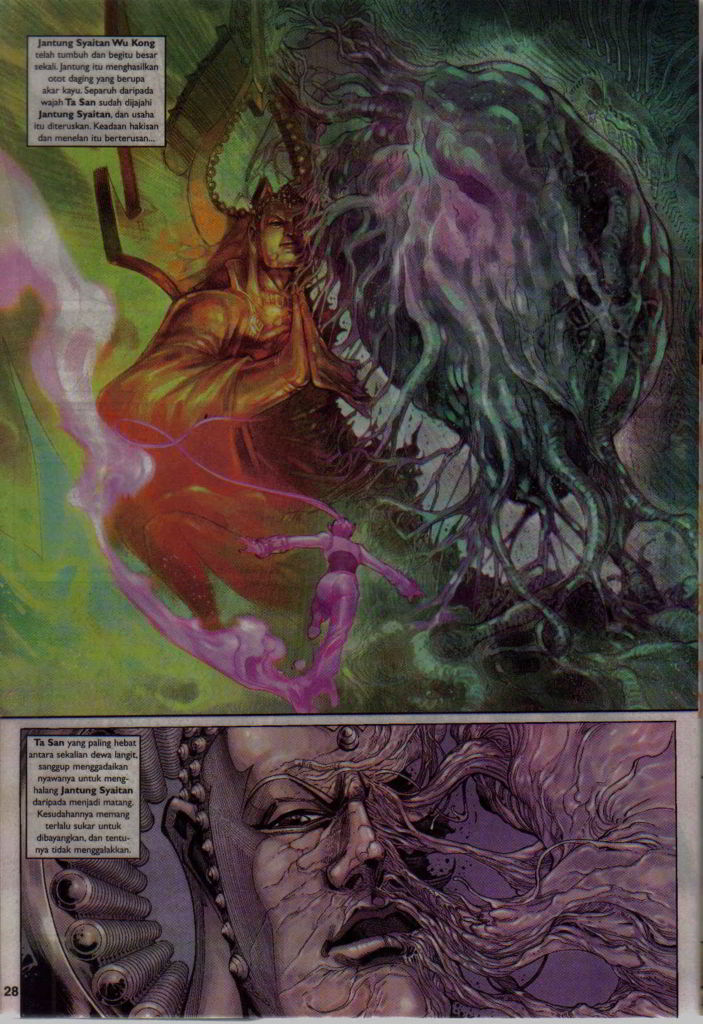 Jantung Syaitan Wu Kong
telah tumbuh dan begitu besar
sekali. Jantung itu menghasilkan
otot daging yang berupa
akar kayu. Separuh daripada
wajah Ta San sudah dijajahi
Jantung Syaitan, dan usaha
itu diteruskan. Keadaan hakisan
dan menelan itu berterusan...
Ta San yang paling hebat
antara sekalian dewa langit,
sanggup menggadaikan
nyawanya untuk meng-
halang Jantung Syaitan
daripada menjadi matang.
Kesudahannya memang
terlalu sukar untuk
dibayangkan, dan tentu-
nya tidak menggalakkan.
28